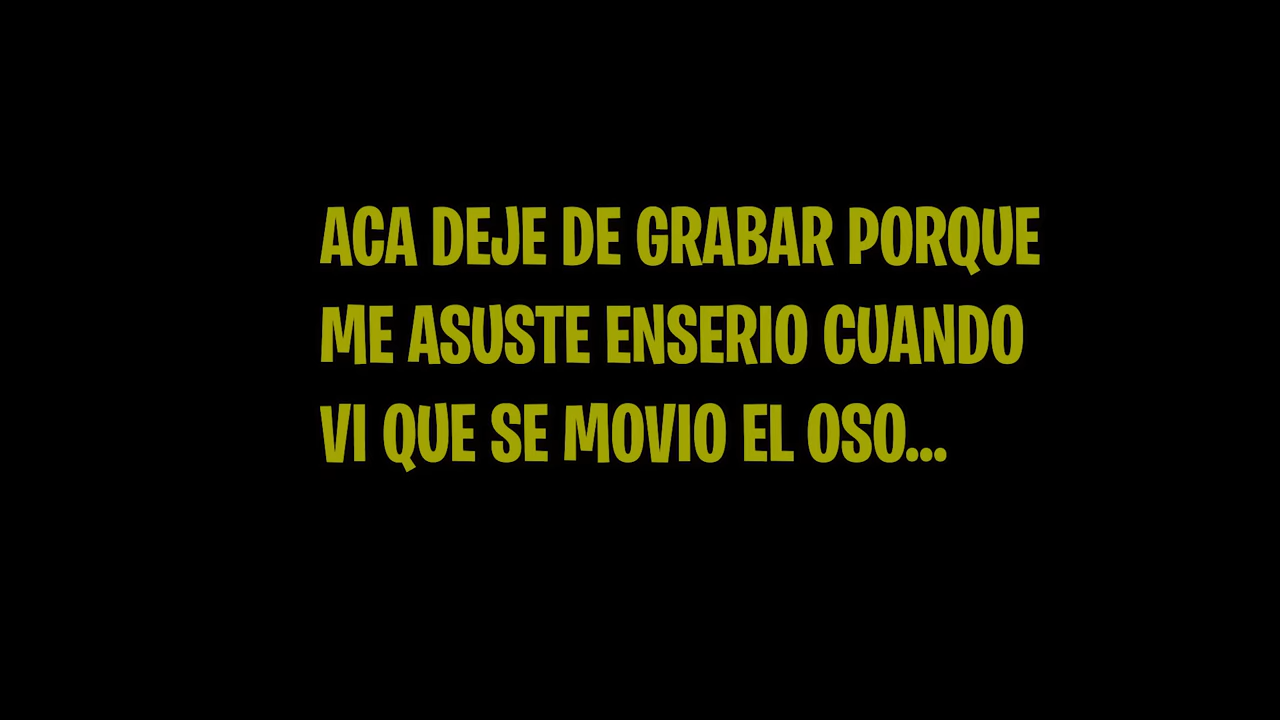 ACA DEJE DE GRABAR PORQUE
ME ASUSTE ENSERIO CUANDO
VI QUE SE MOVIO EL OSO...